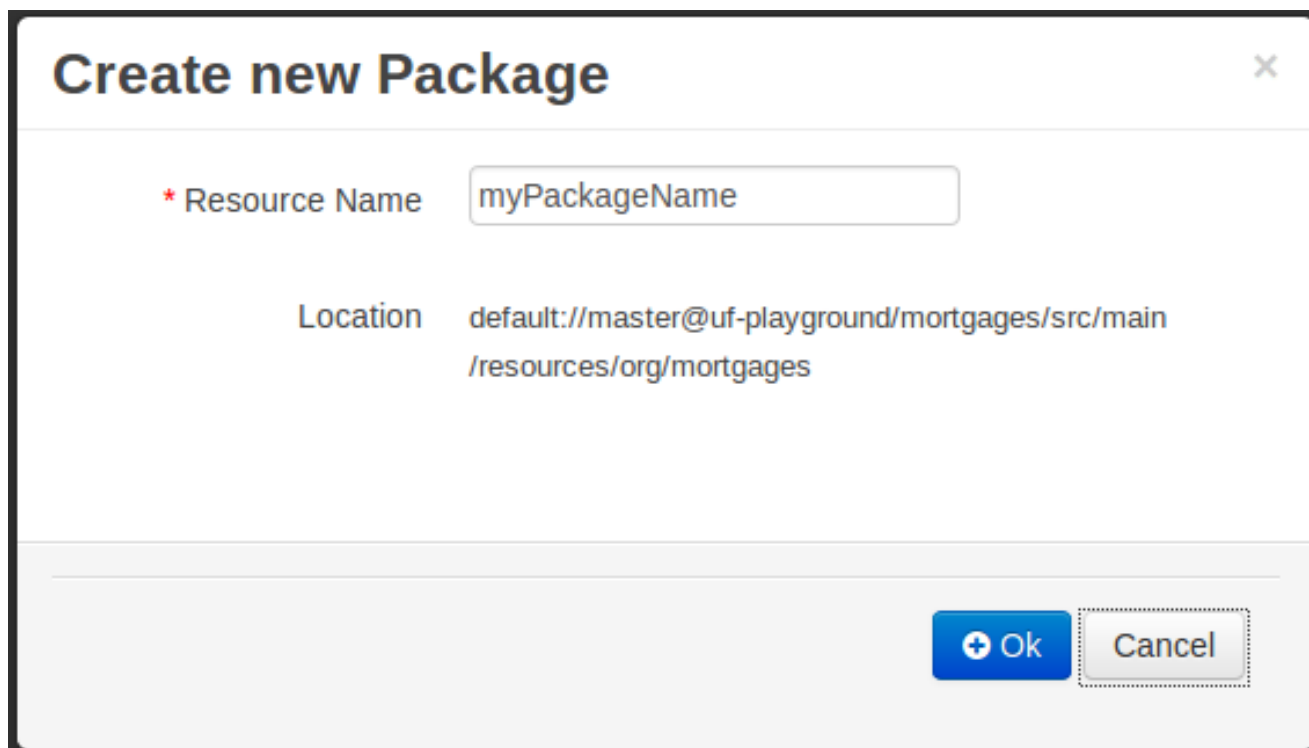 Create new Package ×
* Resource Name myPackageName
Location default://master@uf-playground/mortgages/src/main
/resources/org/mortgages
Ok Cancel